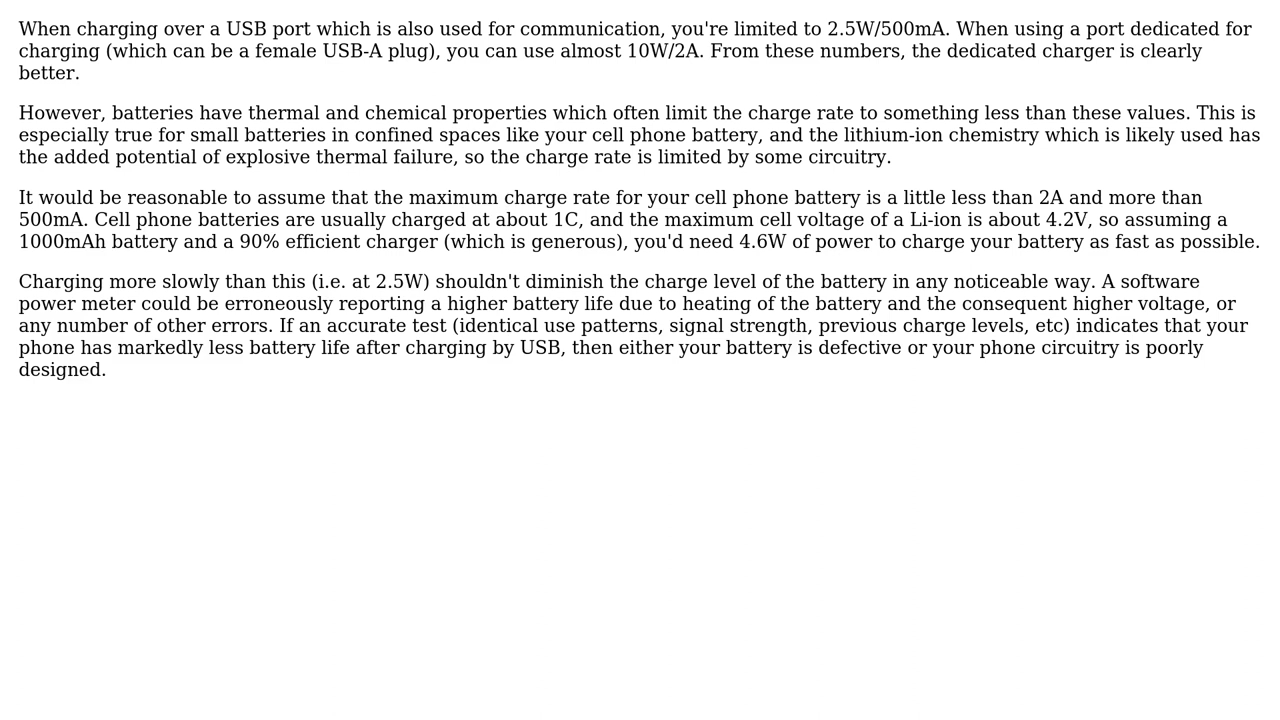 When charging over a USB port which is also used for communication, you're limited to 2.5W/500mA. When using a port dedicated for
charging (which can be a female USB-A plug), you can use almost 10W/2A. From these numbers, the dedicated charger is clearly
better.
However, batteries have thermal and chemical properties which often limit the charge rate to something less than these values. This is
especially true for small batteries in confined spaces like your cell phone battery, and the lithium-ion chemistry which is likely used has
the added potential of explosive thermal failure, so the charge rate is limited by some circuitry.
It would be reasonable to assume that the maximum charge rate for your cell phone battery is a little less than 2A and more than
500mA. Cell phone batteries are usually charged at about 1C, and the maximum cell voltage of a Li-ion is about 4.2V, so assuming a
1000mAh battery and a 90% efficient charger (which is generous), you'd need 4.6W of power to charge your battery as fast as possible.
Charging more slowly than this (i.e. at 2.5W) shouldn't diminish the charge level of the battery in any noticeable way. A software
power meter could be erroneously reporting a higher battery life due to heating of the battery and the consequent higher voltage, or
any number of other errors. If an accurate test (identical use patterns, signal strength, previous charge levels, etc) indicates that your
phone has markedly less battery life after charging by USB, then either your battery is defective or your phone circuitry is poorly
designed.